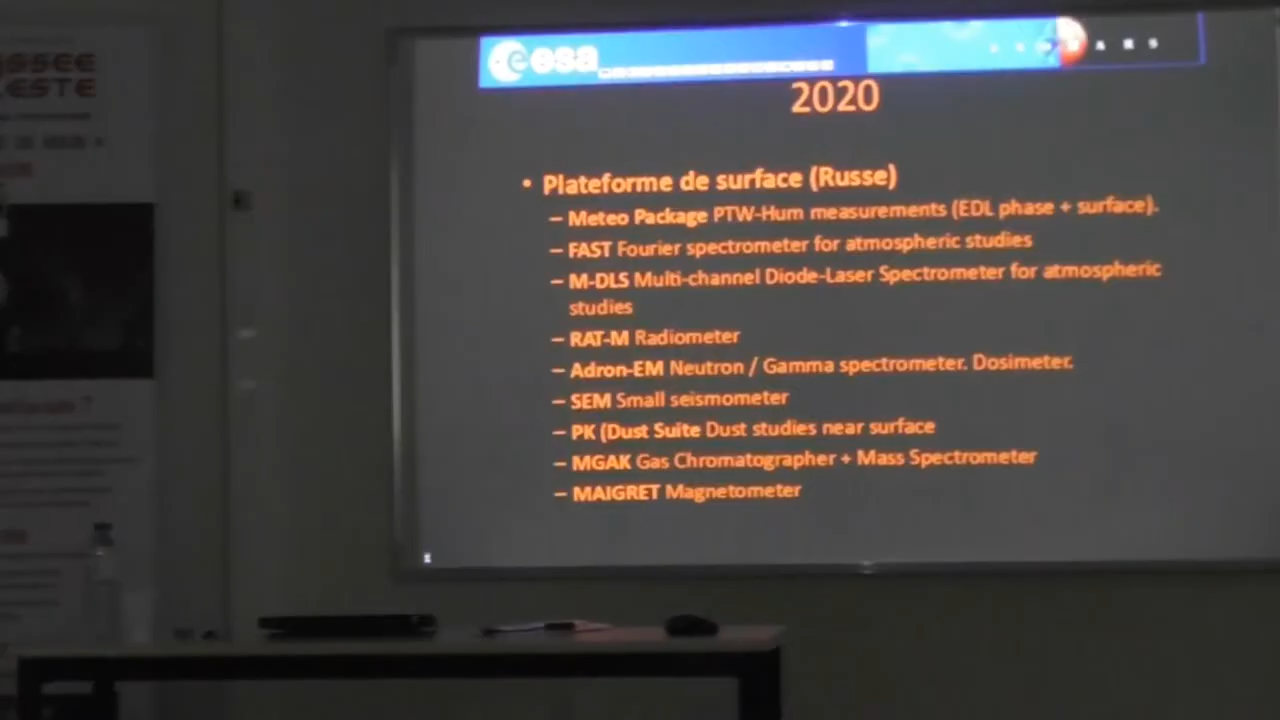 esa
2020
• Plateforme de surface (Russe)
– Meteo Package PTW-Hum measurements (EDL phase + surface).
– FAST Fourier spectrometer for atmospheric studies
– M-DLS Multi-channel Diode-Laser Spectrometer for atmospheric
studies
– RAT-M Radiometer
– Adron-EM Neutron / Gamma spectrometer. Dosimeter.
– SEM Small seismometer
– PK (Dust Suite Dust studies near surface
– MGAK Gas Chromatographer + Mass Spectrometer
– MAIGRET Magnetometer